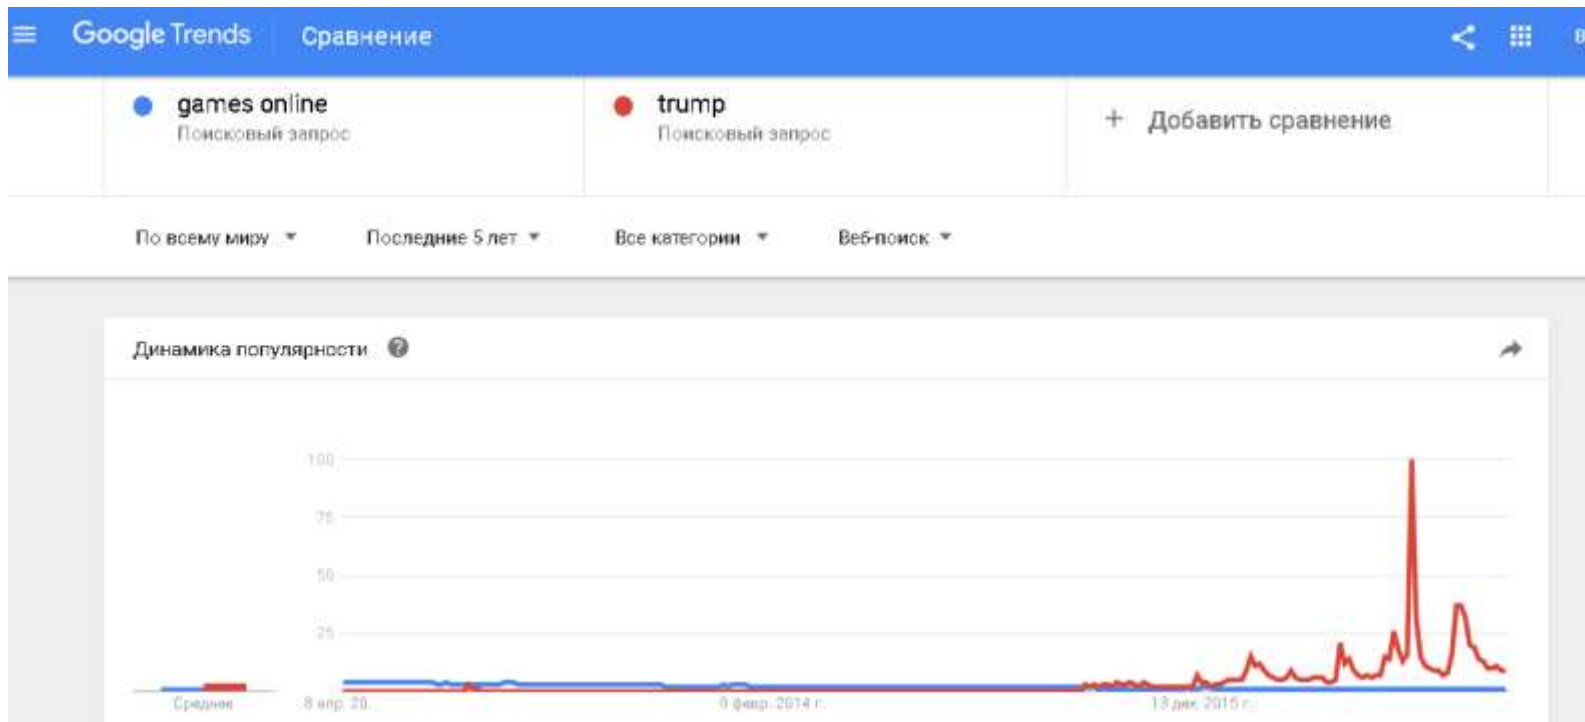 Google Trends Сравнение
games online
Поисковый запрос
trump
Поисковый запрос
+ Добавить сравнение
По всему миру Последние 5 лет Все категории Веб-поиск
Динамика популярности
100
75
50
25
Среднее
8 апр. 20...
9 февр. 2014 г.
13 дек. 2015 г.